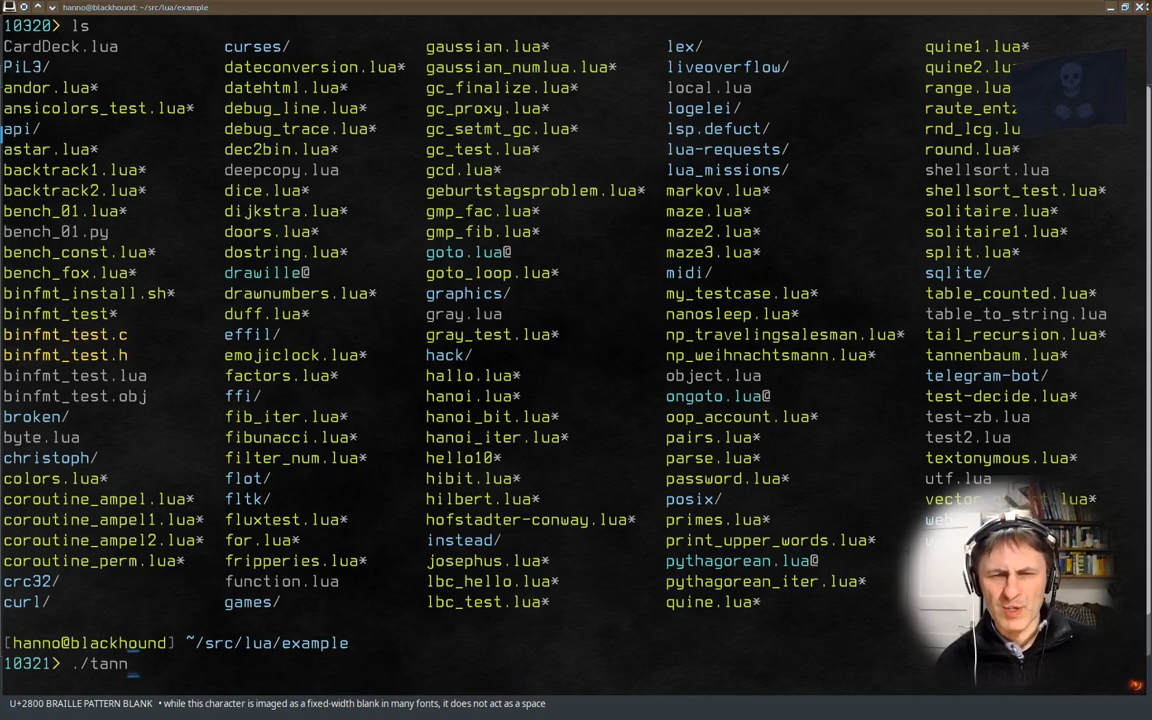 hanno@blackhound: ~/src/lua/example
10320> ls
CardDeck.lua curses/ gaussian.lua* lex/ quine1.lua*
PiL3/ dateconversion.lua* gaussian_numlua.lua* liveoverflow/ quine2.lu
andor.lua* datehtml.lua* gc_finalize.lua* local.lua range.lua
ansicolors_test.lua* debug_line.lua* gc_proxy.lua* logelei/ raute_entz
api/ debug_trace.lua* gc_setmt_gc.lua* lsp.defuct/ rnd_lcg.lu
astar.lua* dec2bin.lua* gc_test.lua* lua-requests/ round.lua*
backtrack1.lua* deepcopy.lua gcd.lua* lua_missions/ shellsort.lua
backtrack2.lua* dice.lua* geburtstagsproblem.lua* markov.lua* shellsort_test.lua*
bench_01.lua* dijkstra.lua* gmp_fac.lua* maze.lua* solitaire.lua*
bench_01.py doors.lua* gmp_fib.lua* maze2.lua* solitaire1.lua*
bench_const.lua* dostring.lua* goto.lua@ maze3.lua* split.lua*
bench_fox.lua* drawille@ goto_loop.lua* midi/ sqlite/
binfmt_install.sh* drawnumbers.lua* graphics/ my_testcase.lua* table_counted.lua*
binfmt_test* duff.lua* gray.lua nanosleep.lua* table_to_string.lua
binfmt_test.c effil/ gray_test.lua* np_travelingsalesman.lua* tail_recursion.lua*
binfmt_test.h emojiclock.lua* hack/ np_weihnachtsmann.lua* tannenbaum.lua*
binfmt_test.lua factors.lua* hallo.lua* object.lua telegram-bot/
binfmt_test.obj ffi/ hanoi.lua* ongoto.lua@ test-decide.lua*
broken/ fib_iter.lua* hanoi_bit.lua* oop_account.lua* test-zb.lua
byte.lua fibunacci.lua* hanoi_iter.lua* pairs.lua* test2.lua
christoph/ filter_num.lua* hello10* parse.lua* textonymous.lua*
colors.lua* flot/ hibit.lua* password.lua* utf.lua
coroutine_ampel.lua* fltk/ hilbert.lua* posix/
coroutine_ampel1.lua* fluxtest.lua* hofstadter-conway.lua* primes.lua*
coroutine_ampel2.lua* for.lua* instead/ print_upper_words.lua*
coroutine_perm.lua* fripperies.lua* josephus.lua* pythagorean.lua@
crc32/ function.lua lbc_hello.lua* pythagorean_iter.lua*
curl/ games/ lbc_test.lua* quine.lua*
[hanno@blackhound] ~/src/lua/example
10321> ./tann
U+2800 BRAILLE PATTERN BLANK • while this character is imaged as a fixed-width blank in many fonts, it does not act as a space